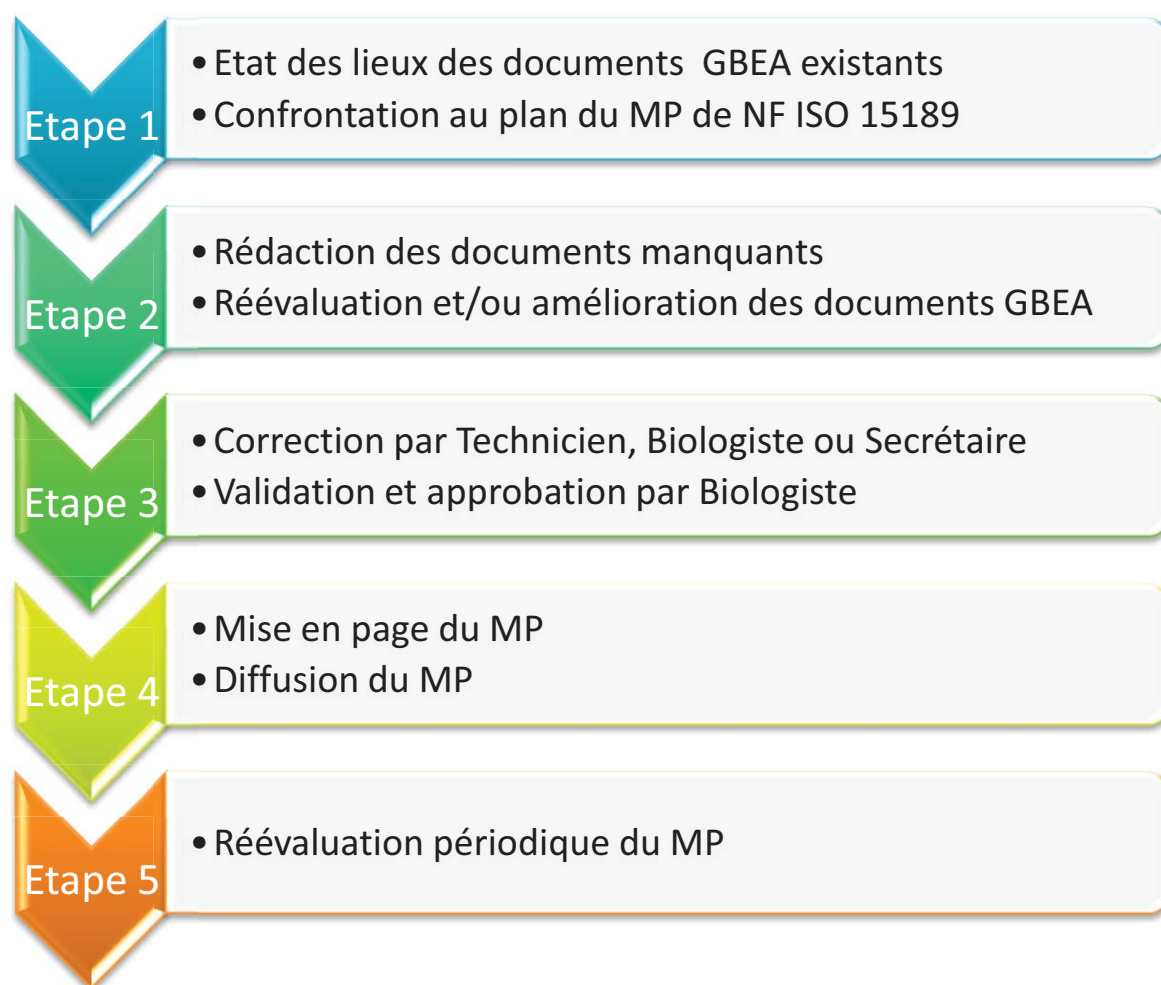 Etape 1
• Etat des lieux des documents GBEA existants
• Confrontation au plan du MP de NF ISO 15189
Etape 2
• Rédaction des documents manquants
• Réévaluation et/ou amélioration des documents GBEA
Etape 3
• Correction par Technicien, Biologiste ou Secrétaire
• Validation et approbation par Biologiste
Etape 4
• Mise en page du MP
• Diffusion du MP
Etape 5
• Réévaluation périodique du MP